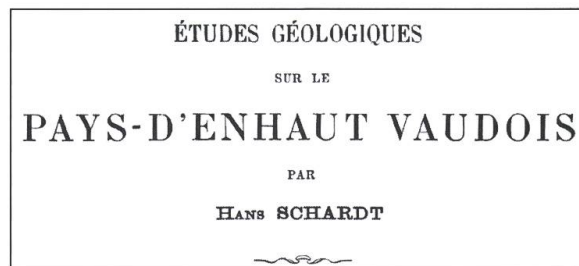 ÉTUDES GÉOLOGIQUES
SUR LE
PAYS-D'ENHAUT VAUDOIS
PAR
HANS SCHARDT